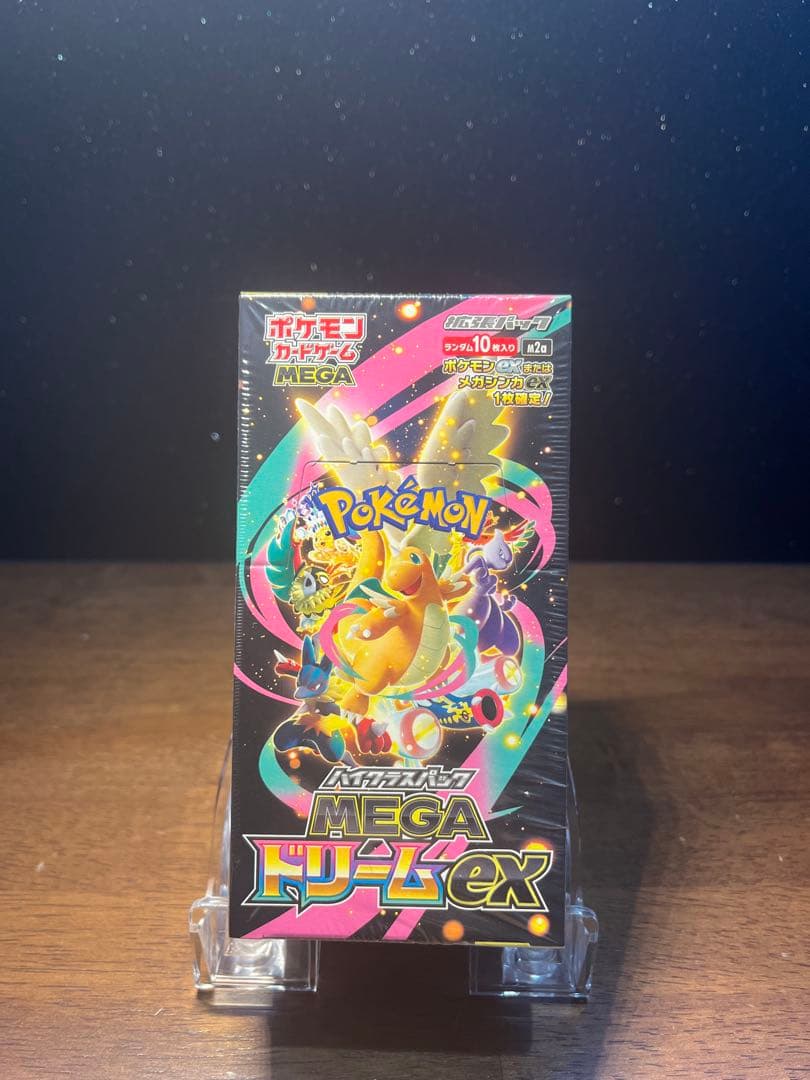 ポケモン
カードゲーム
MEGA
拡張パック
ランダム10枚入り
M2a
ポケモンexまたは
メガシンカex
1枚確定!
POKÉMON
ハイクラスパック
MEGA
ドリームex